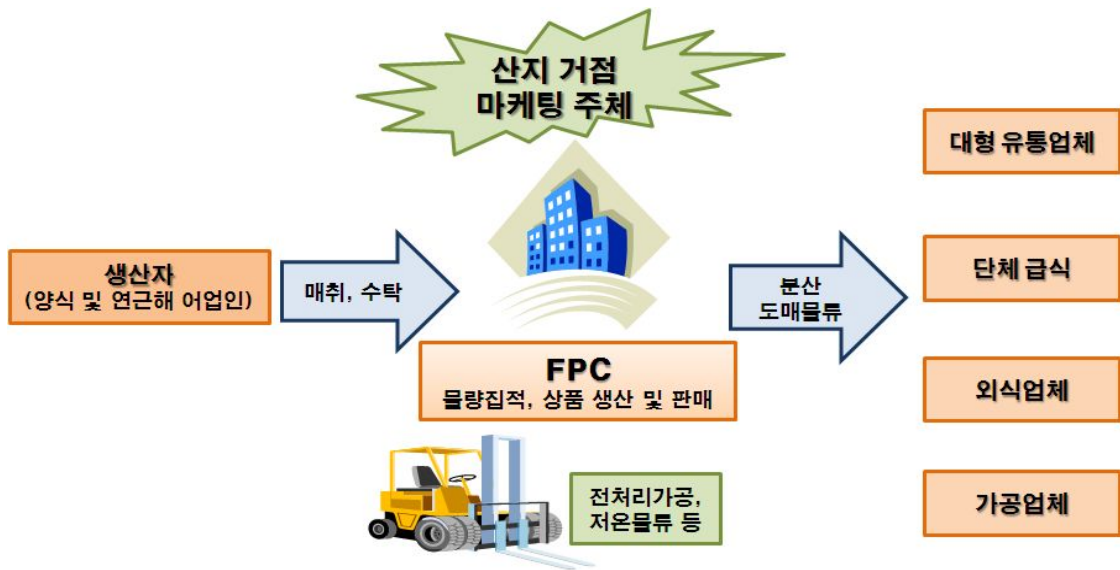 산지 거점
마케팅 주체
생산자
(양식 및 연근해 어업인)
매취, 수탁
FPC
물량집적, 상품 생산 및 판매
전처리가공,
저온물류 등
분산
도매물류
대형 유통업체
단체 급식
외식업체
가공업체